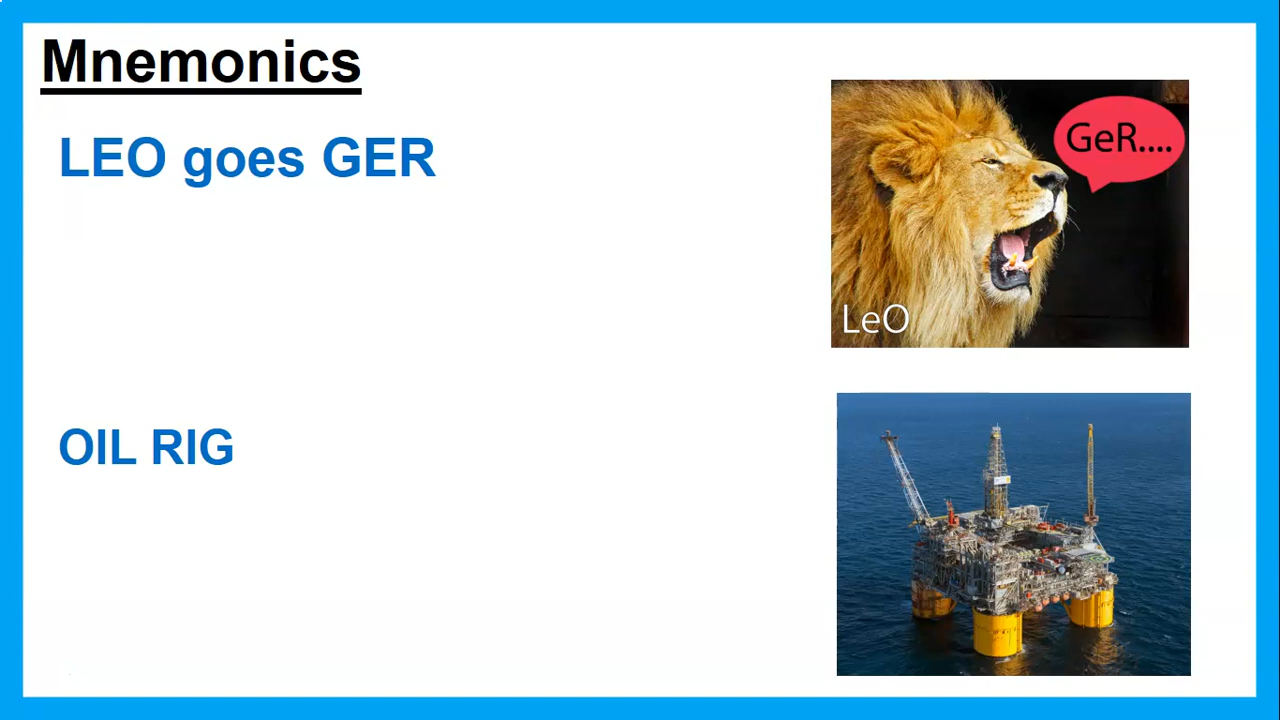 Mnemonics
LEO goes GER
GeR....
LeO
OIL RIG